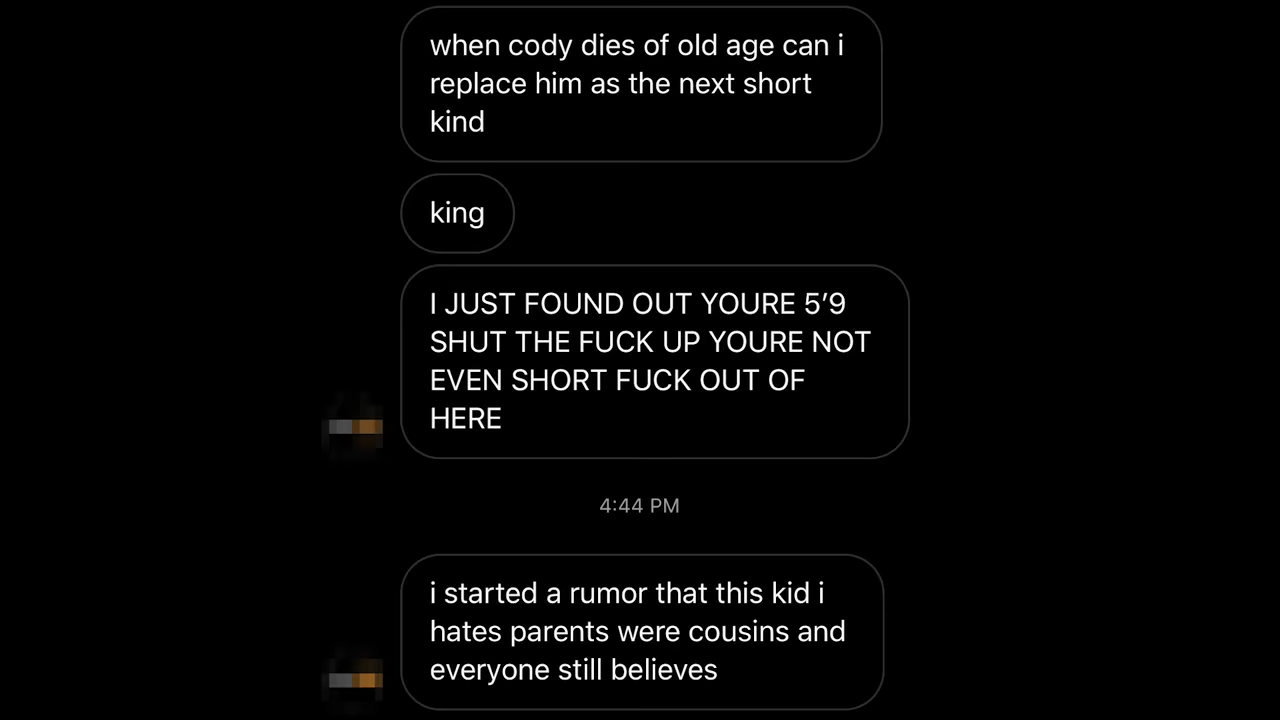 when cody dies of old age can i
replace him as the next short
kind
king
I JUST FOUND OUT YOURE 5’9
SHUT THE FUCK UP YOURE NOT
EVEN SHORT FUCK OUT OF
HERE
4:44 PM
i started a rumor that this kid i
hates parents were cousins and
everyone still believes